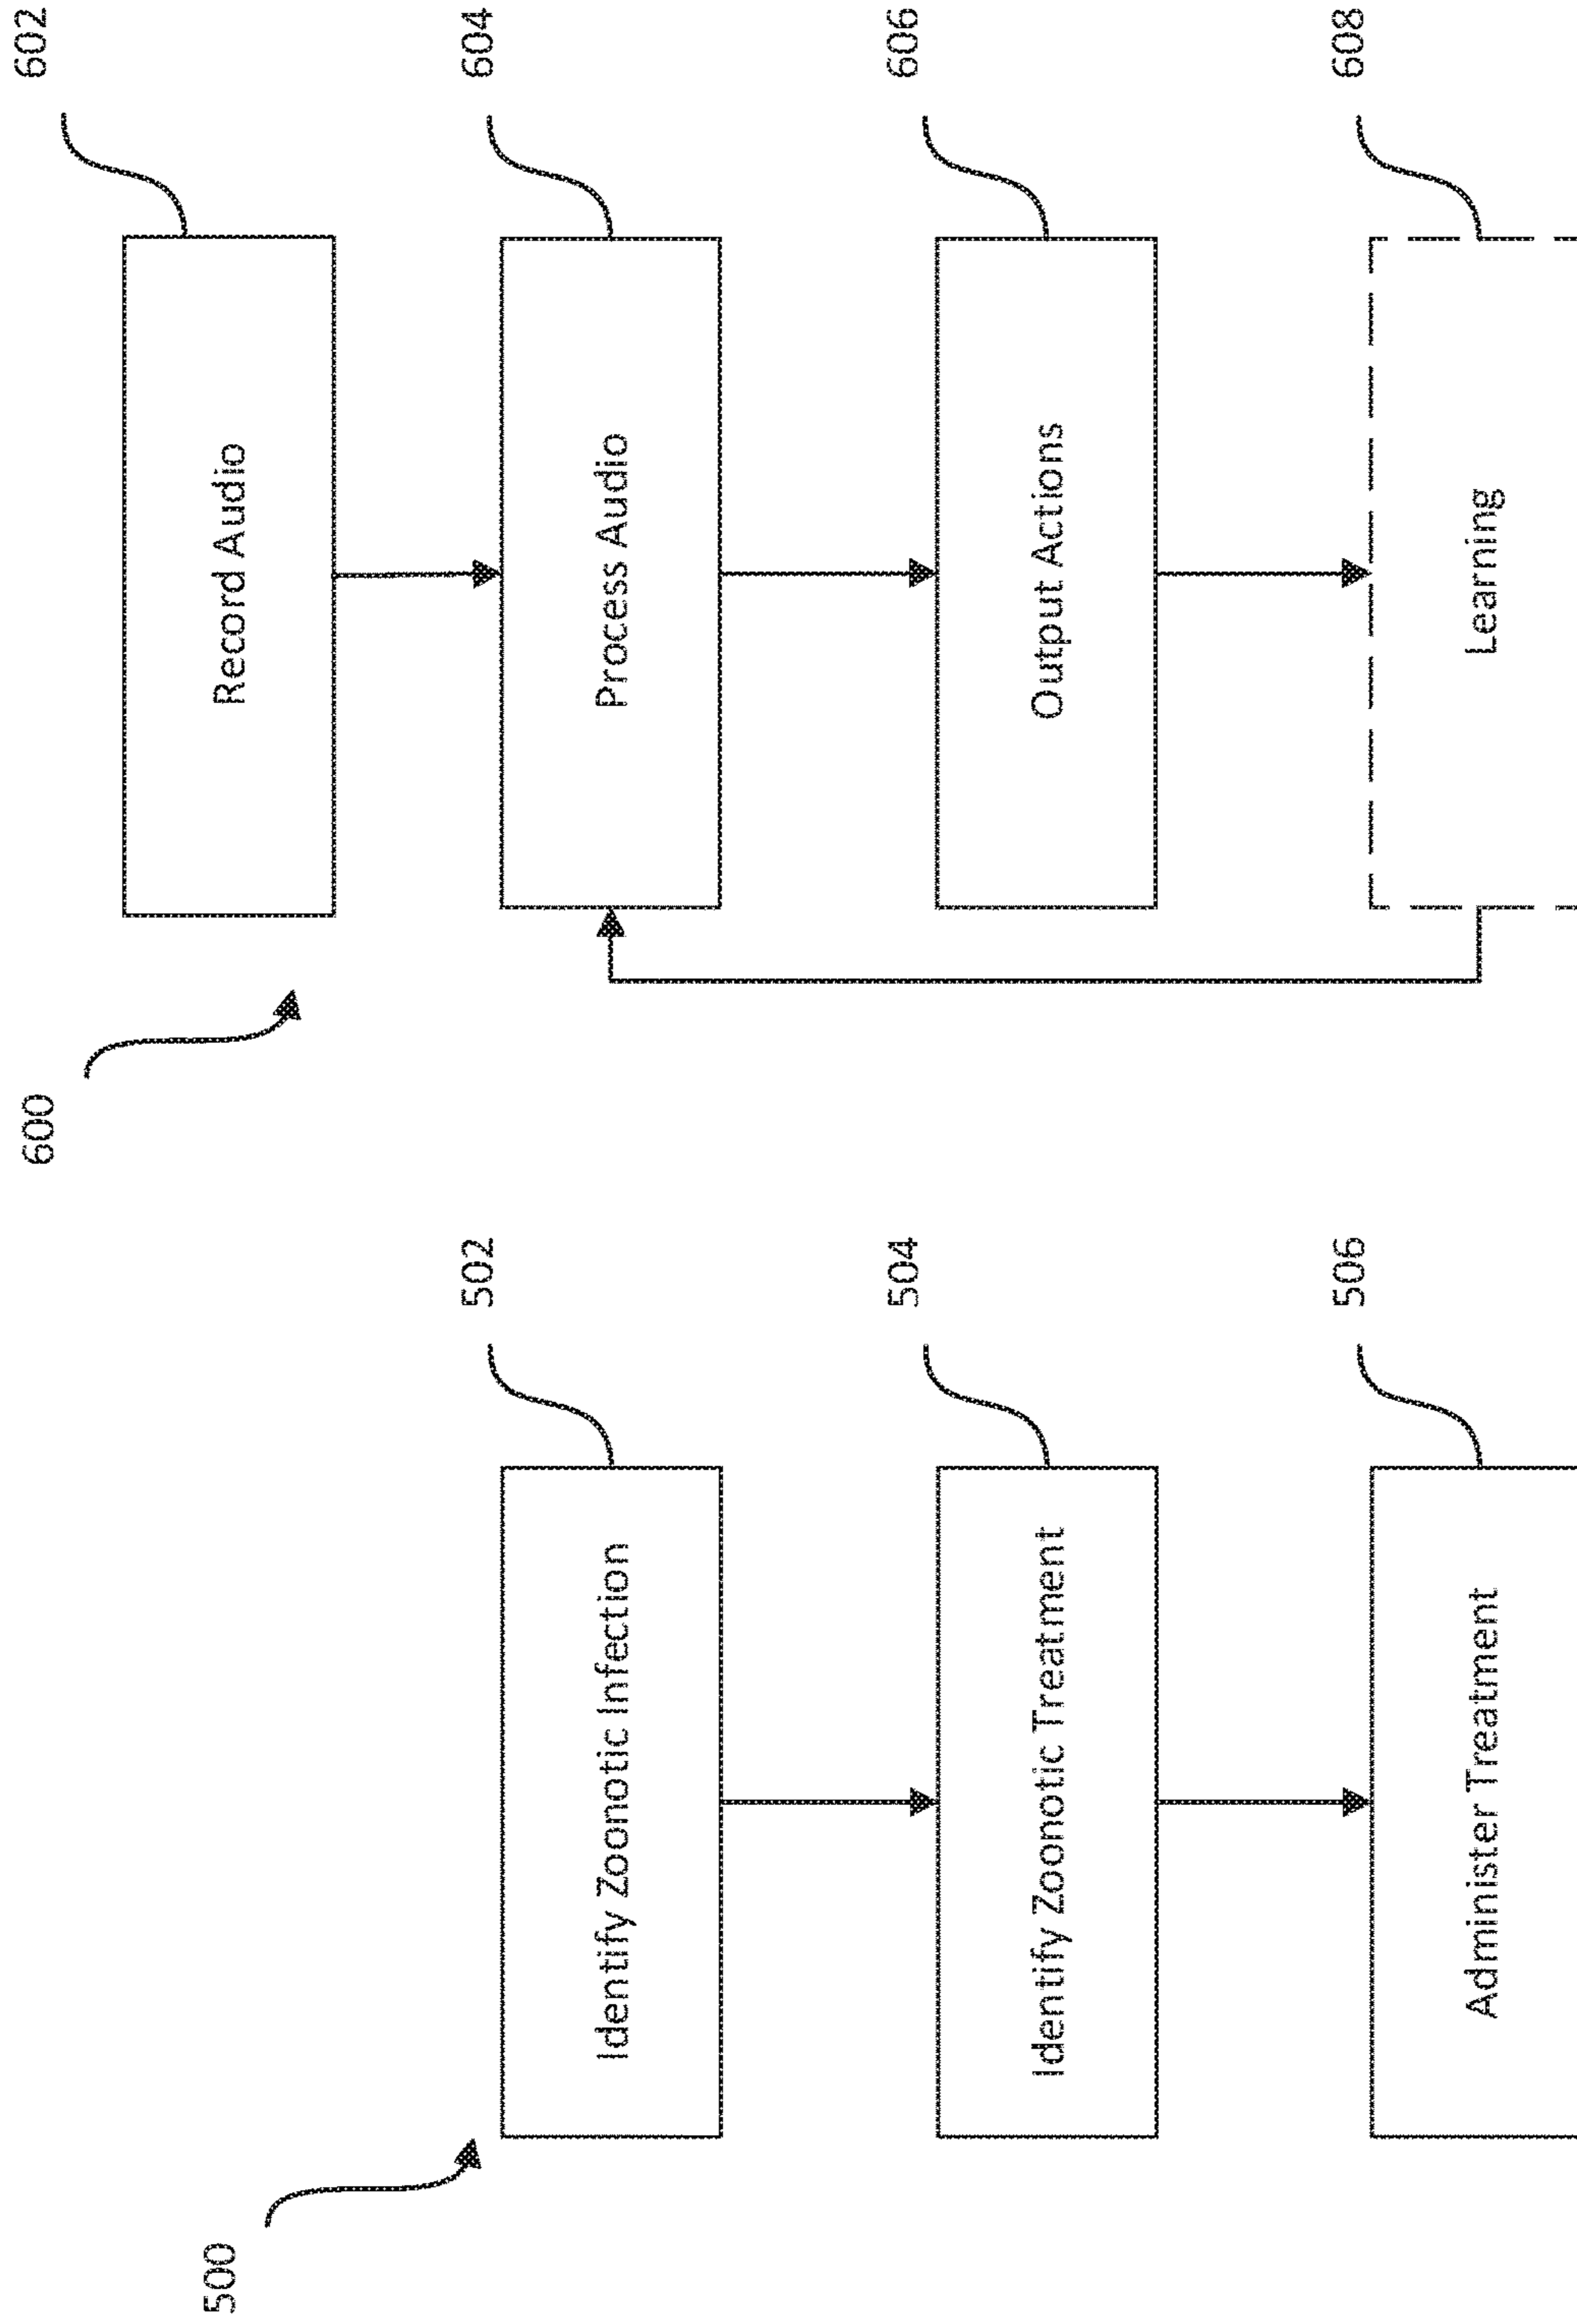 500
Identify Zoonotic Infection
502
Identify Zoonotic Treatment
504
Administer Treatment
506
600
Record Audio
602
Process Audio
604
Output Actions
606
Learning
608